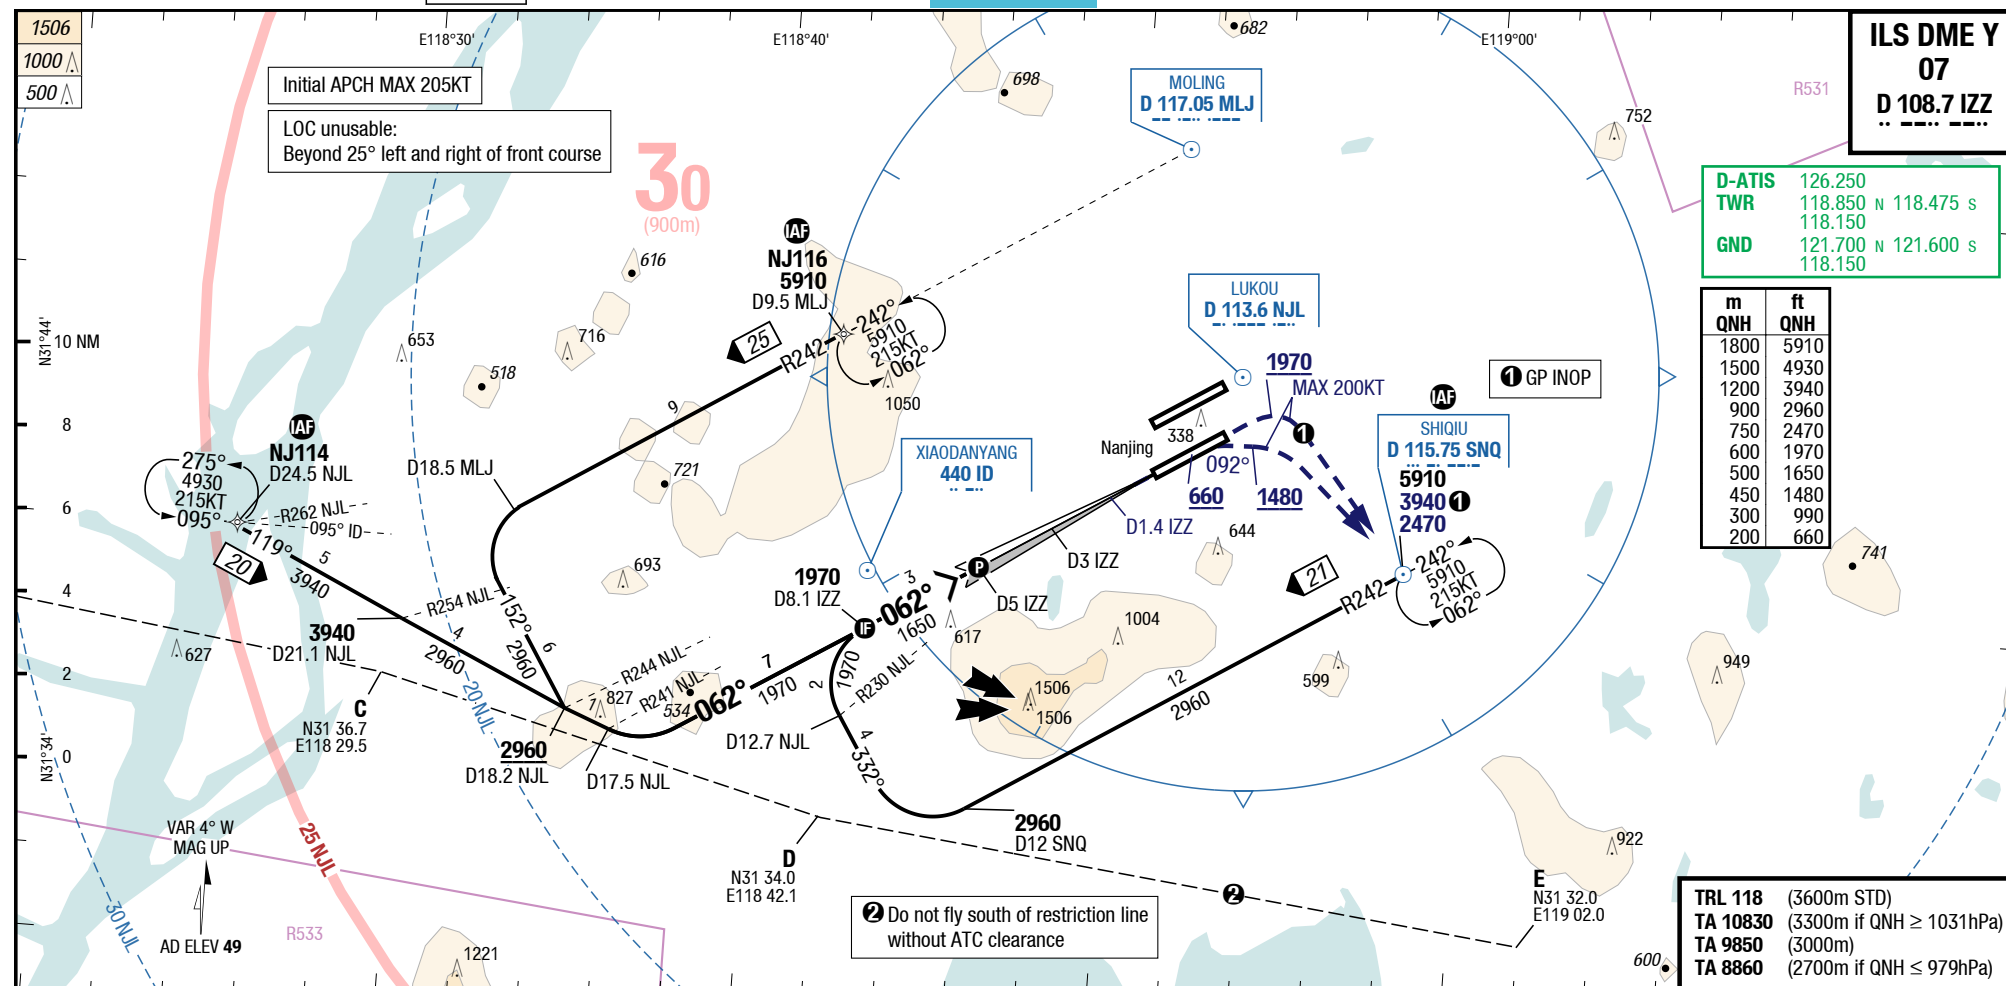 1506
1000
500
E118°30'
E118°40'
E119°00'
682
698
752
R531
ILS DME Y
07
D 108.7 IZZ
Initial APCH MAX 205KT
LOC unusable:
Beyond 25° left and right of front course
30
(900m)
MOLING
D 117.05 MLJ
D-ATIS 126.250
TWR 118.850 N 118.475 S
118.150
GND 121.700 N 121.600 S
118.150
m ft
QNH QNH
1800 5910
1500 4930
1200 3940
900 2960
750 2470
600 1970
500 1650
450 1480
300 990
200 660
IAF
NJ116
5910
D9.5 MLJ
616
242°
5910
215KT
062°
R242
25
1050
N31°44'
10 NM
8
6
4
2
0
N31°34'
653
716
518
9
721
D18.5 MLJ
LUKOU
D 113.6 NJL
1970
MAX 200KT
1 GP INOP
1
338
Nanjing
092°
660
1480
D1.4 IZZ
D3 IZZ
644
IAF
SHIQIU
D 115.75 SNQ
5910
3940 1
2470
242°
5910
215KT
062°
R242
21
IAF
NJ114
D24.5 NJL
275°
4930
215KT
095°
R262 NJL
095° ID
119°
5
3940
20
XIAODANYANG
440 ID
1970
D8.1 IZZ
IF
3
062°
1650
P
D5 IZZ
617
1004
693
R254 NJL
152°
6
2960
3940
D21.1 NJL
4
2960
627
R244 NJL
R241 NJL
7
062°
1970
1
827
534
2
1970
R230 NJL
1506
1506
12
2960
599
741
949
C
N31 36.7
E118 29.5
20 NJL
2960
D18.2 NJL
D17.5 NJL
D12.7 NJL
4
332°
2960
D12 SNQ
VAR 4° W
MAG UP
AD ELEV 49
25 NJL
30 NJL
R533
1221
D
N31 34.0
E118 42.1
2
2 Do not fly south of restriction line
without ATC clearance
922
E
N31 32.0
E119 02.0
600
TRL 118 (3600m STD)
TA 10830 (3300m if QNH ≥ 1031hPa)
TA 9850 (3000m)
TA 8860 (2700m if QNH ≤ 979hPa)